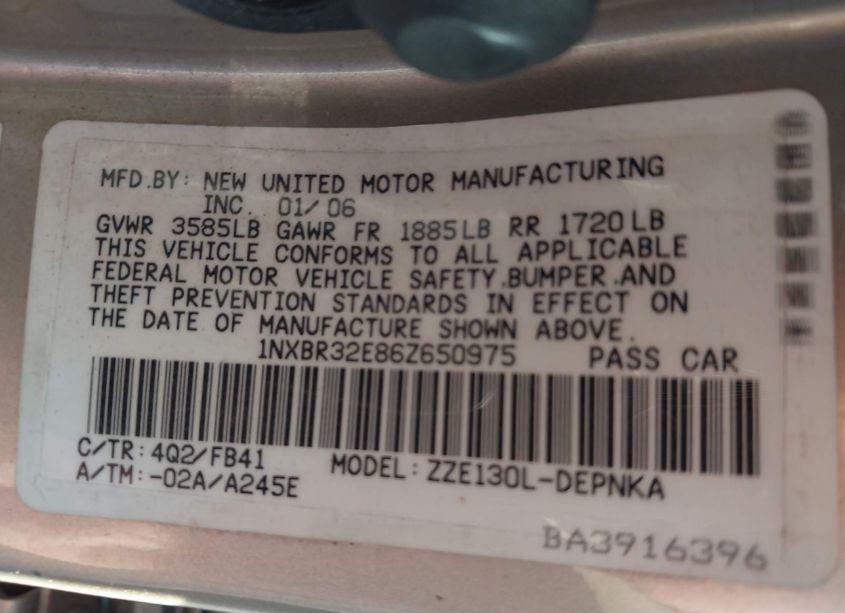 MFD.BY: NEW UNITED MOTOR MANUFACTURING
INC. 01/06
GVWR 3585LB GAWR FR 1885LB RR 1720LB
THIS VEHICLE CONFORMS TO ALL APPLICABLE
FEDERAL MOTOR VEHICLE SAFETY,BUMPER,AND
THEFT PREVENTION STANDARDS IN EFFECT ON
THE DATE OF MANUFACTURE SHOWN ABOVE.
1NXBR32E86Z650975 PASS CAR
C/TR:4Q2/FB41
A/TM:-02A/A245E
MODEL:ZZE130L-DEPNKA
BA3916396